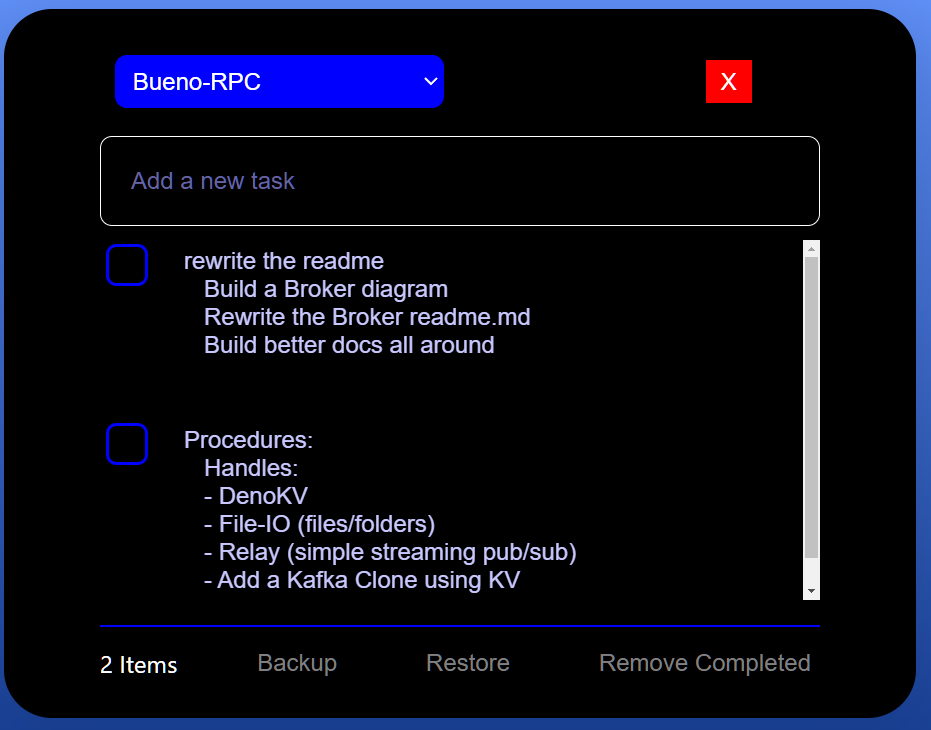 Bueno-RPC
X
Add a new task
rewrite the readme
Build a Broker diagram
Rewrite the Broker readme.md
Build better docs all around
Procedures:
Handles:
- DenoKV
- File-IO (files/folders)
- Relay (simple streaming pub/sub)
- Add a Kafka Clone using KV
2 Items Backup Restore Remove Completed